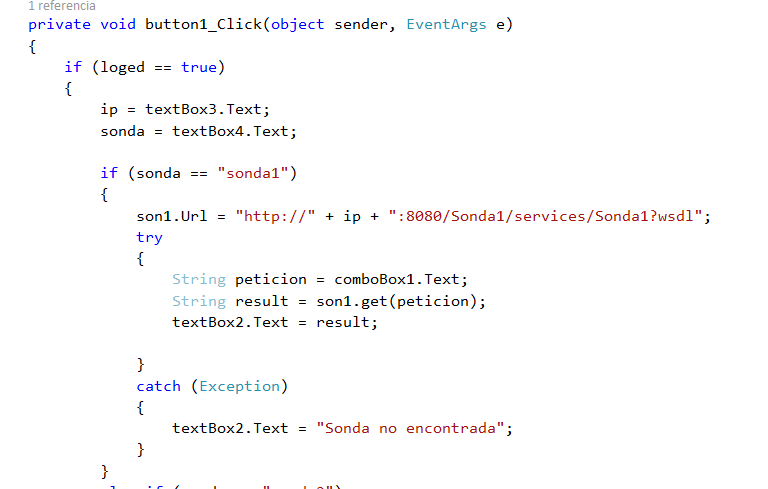 1 referencia
private void button1_Click(object sender, EventArgs e)
{
if (loged == true)
{
ip = textBox3.Text;
sonda = textBox4.Text;
if (sonda == "sonda1")
{
son1.Url = "http://" + ip + ":8080/Sonda1/services/Sonda1?wsdl";
try
{
String peticion = comboBox1.Text;
String result = son1.get(peticion);
textBox2.Text = result;
}
catch (Exception)
{
textBox2.Text = "Sonda no encontrada";
}
}